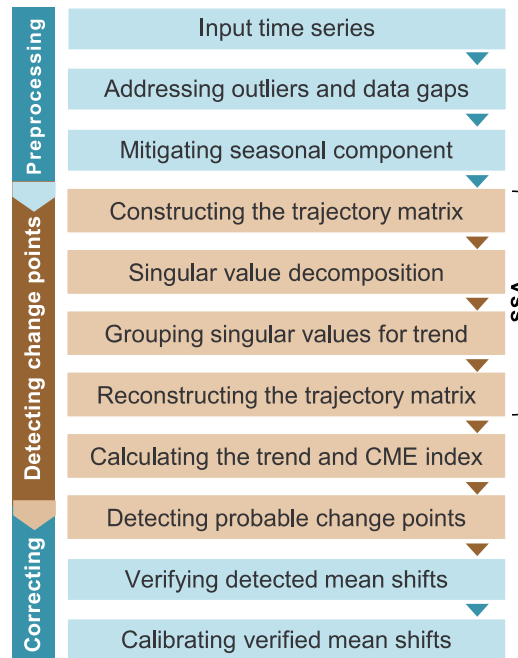 Preprocessing
Input time series
Addressing outliers and data gaps
Mitigating seasonal component
Detecting change points
Constructing the trajectory matrix
Singular value decomposition
Grouping singular values for trend
Reconstructing the trajectory matrix
SSA
Calculating the trend and CME index
Detecting probable change points
Correcting
Verifying detected mean shifts
Calibrating verified mean shifts